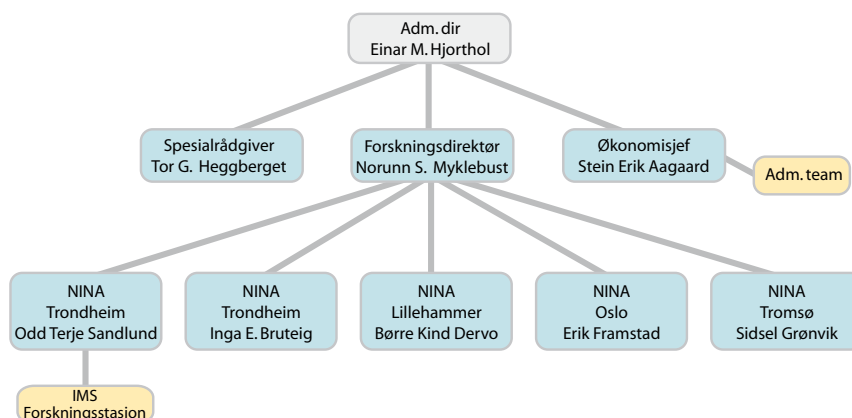 Adm. dir
Einar M. Hjorthol
Spesialrådgiver
Tor G. Heggberget
Forskningsdirektør
Norunn S. Myklebust
Økonomisjef
Stein Erik Aagaard
Adm. team
NINA
Trondheim
Odd Terje Sandlund
NINA
Trondheim
Inga E. Bruteig
NINA
Lillehammer
Børre Kind Dervo
NINA
Oslo
Erik Framstad
NINA
Tromsø
Sidsel Grønvik
IMS
Forskningsstasjon